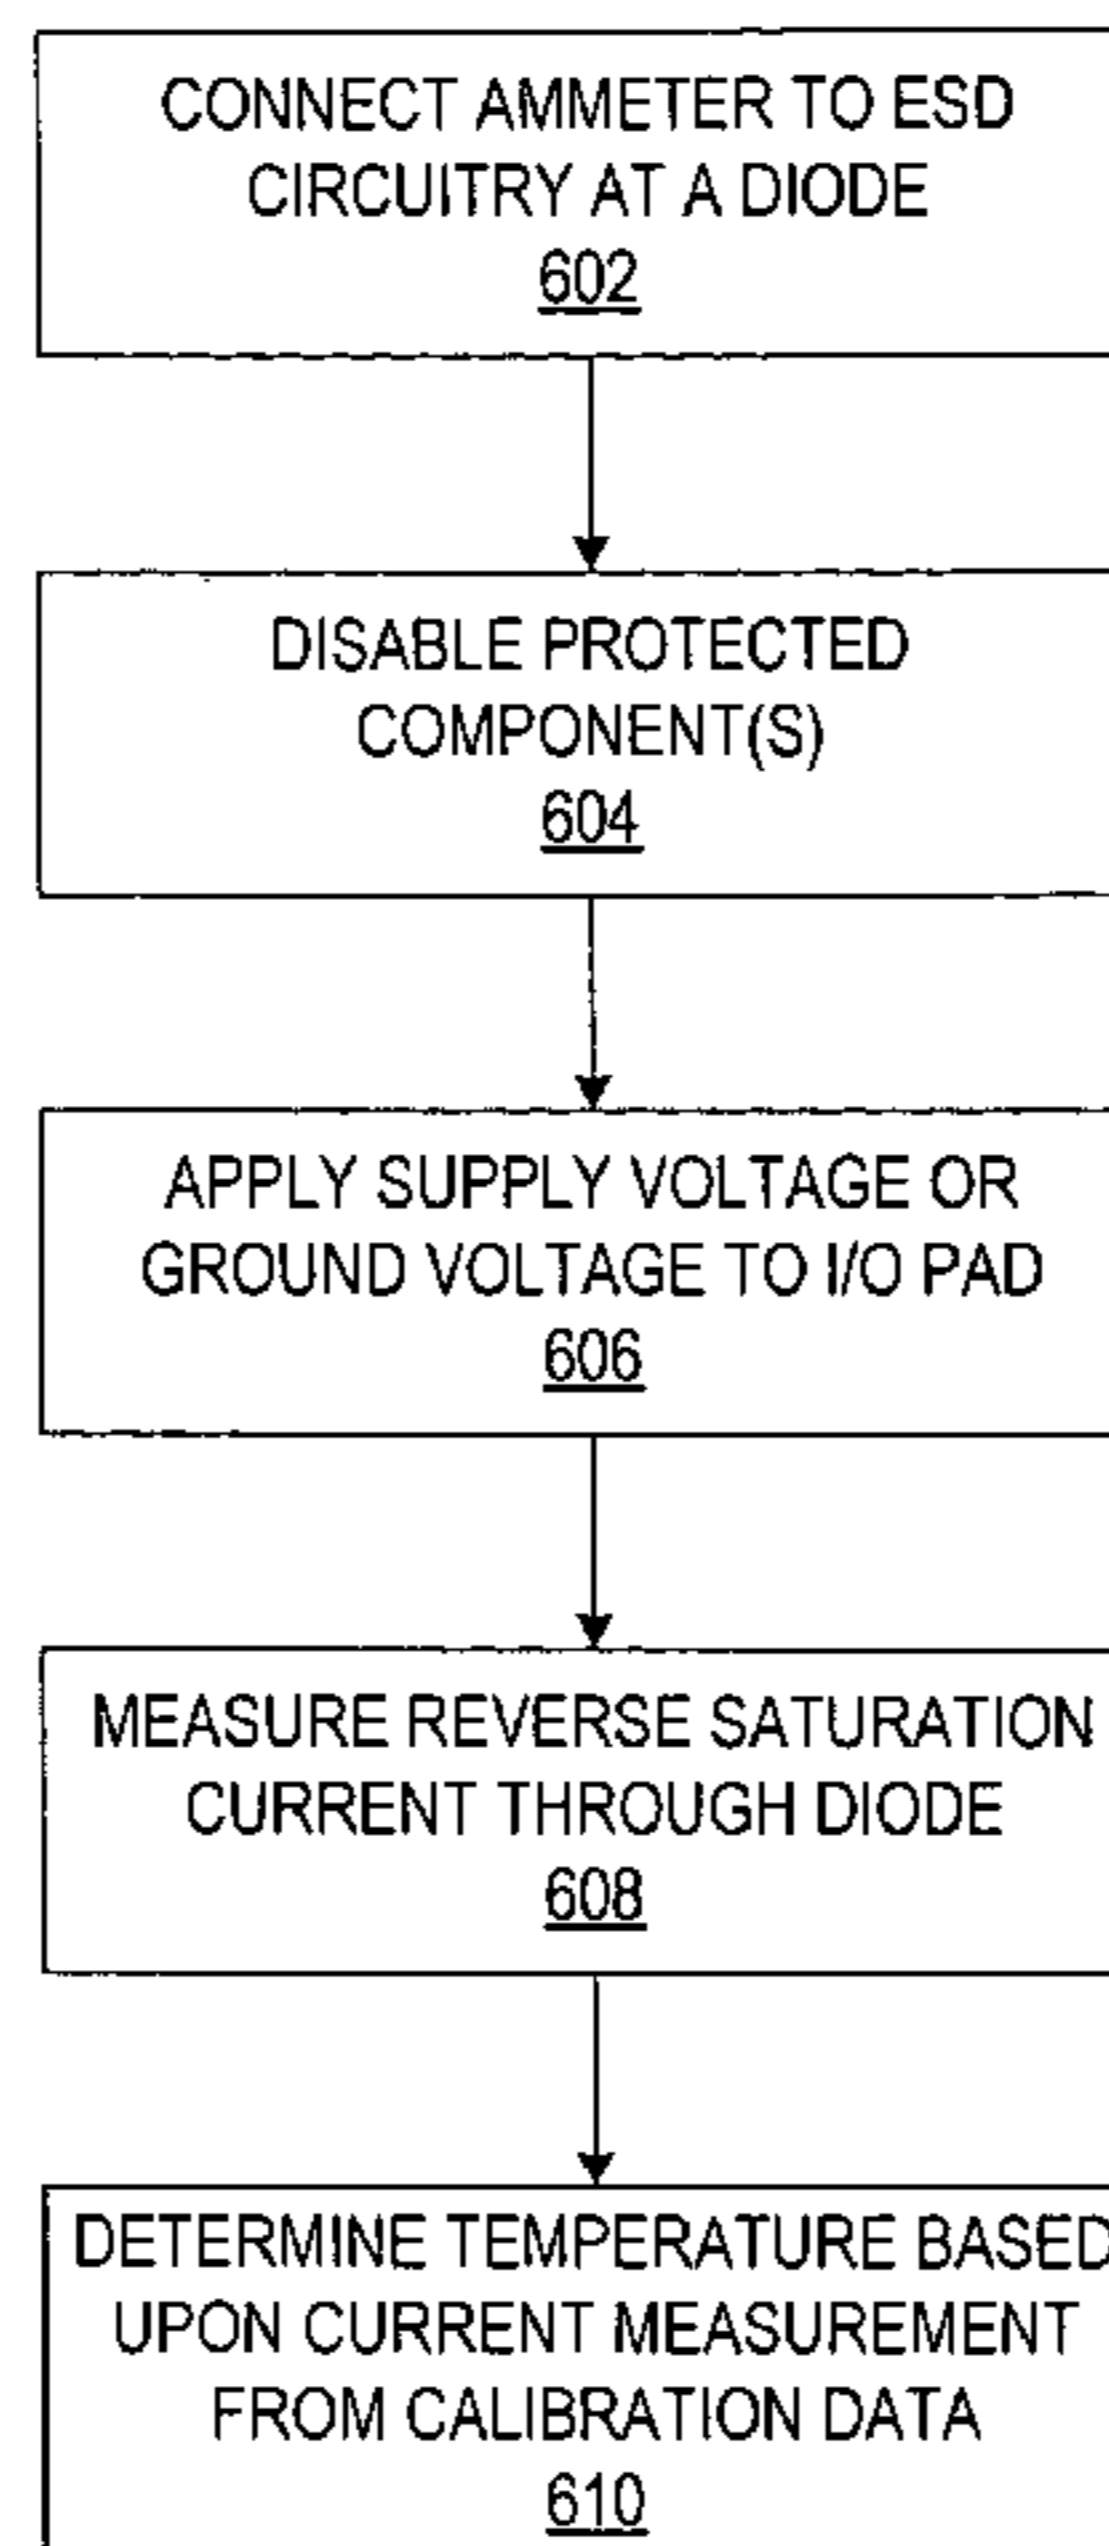 CONNECT AMMETER TO ESD
CIRCUITRY AT A DIODE
602
DISABLE PROTECTED
COMPONENT(S)
604
APPLY SUPPLY VOLTAGE OR
GROUND VOLTAGE TO I/O PAD
606
MEASURE REVERSE SATURATION
CURRENT THROUGH DIODE
608
DETERMINE TEMPERATURE BASED
UPON CURRENT MEASUREMENT
FROM CALIBRATION DATA
610